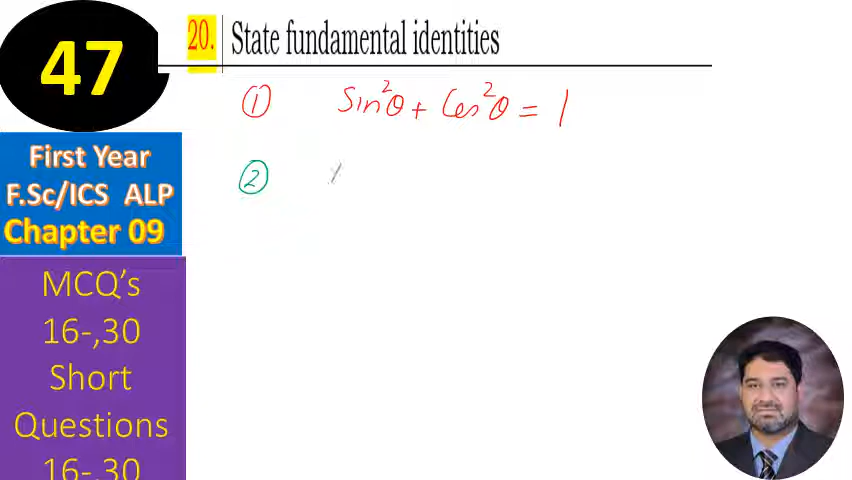 47
20. State fundamental identities
① Sin²θ + Cos²θ = 1
②
First Year
F.Sc/ICS ALP
Chapter 09
MCQ's
16-,30
Short
Questions
16-30